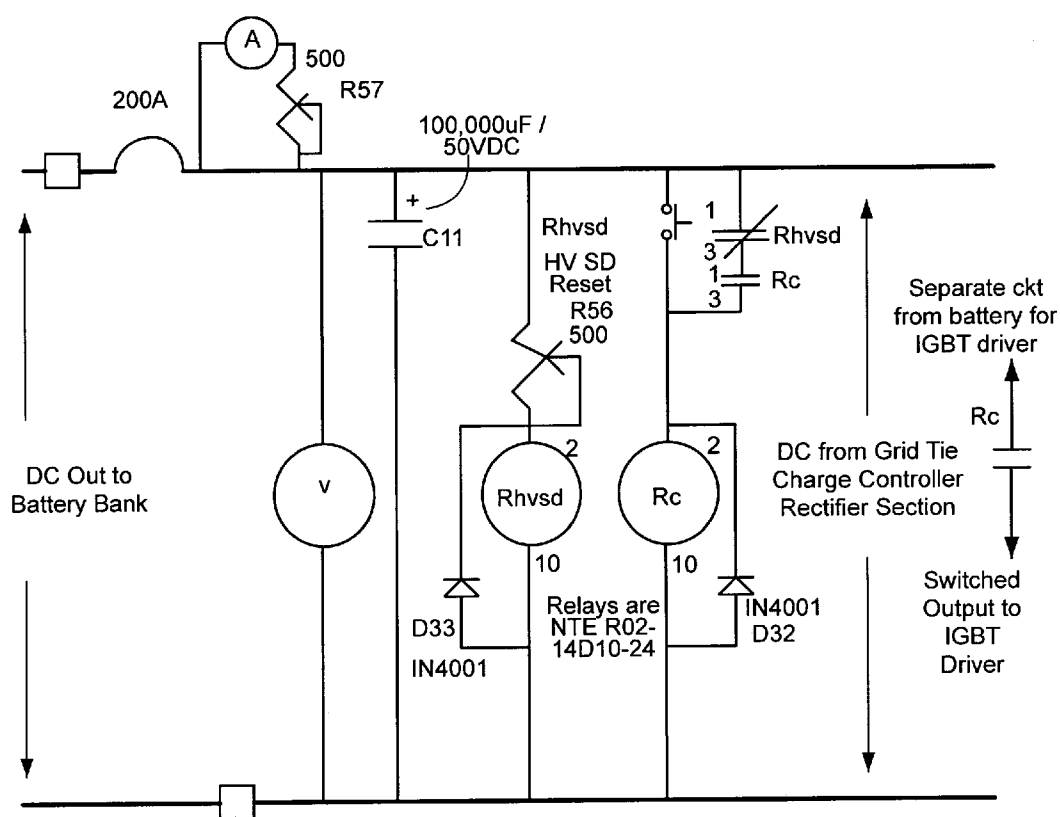 A
500
R57
200A
100,000uF /
50VDC
+
C11
Rhvsd
HV SD
Reset
R56
500
1
3
Rhvsd
1
3
Rc
Separate ckt
from battery for
IGBT driver
Rc
DC Out to
Battery Bank
v
2
Rhvsd
10
2
Rc
10
DC from Grid Tie
Charge Controller
Rectifier Section
D33
IN4001
Relays are
NTE R02-
14D10-24
IN4001
D32
Switched
Output to
IGBT
Driver